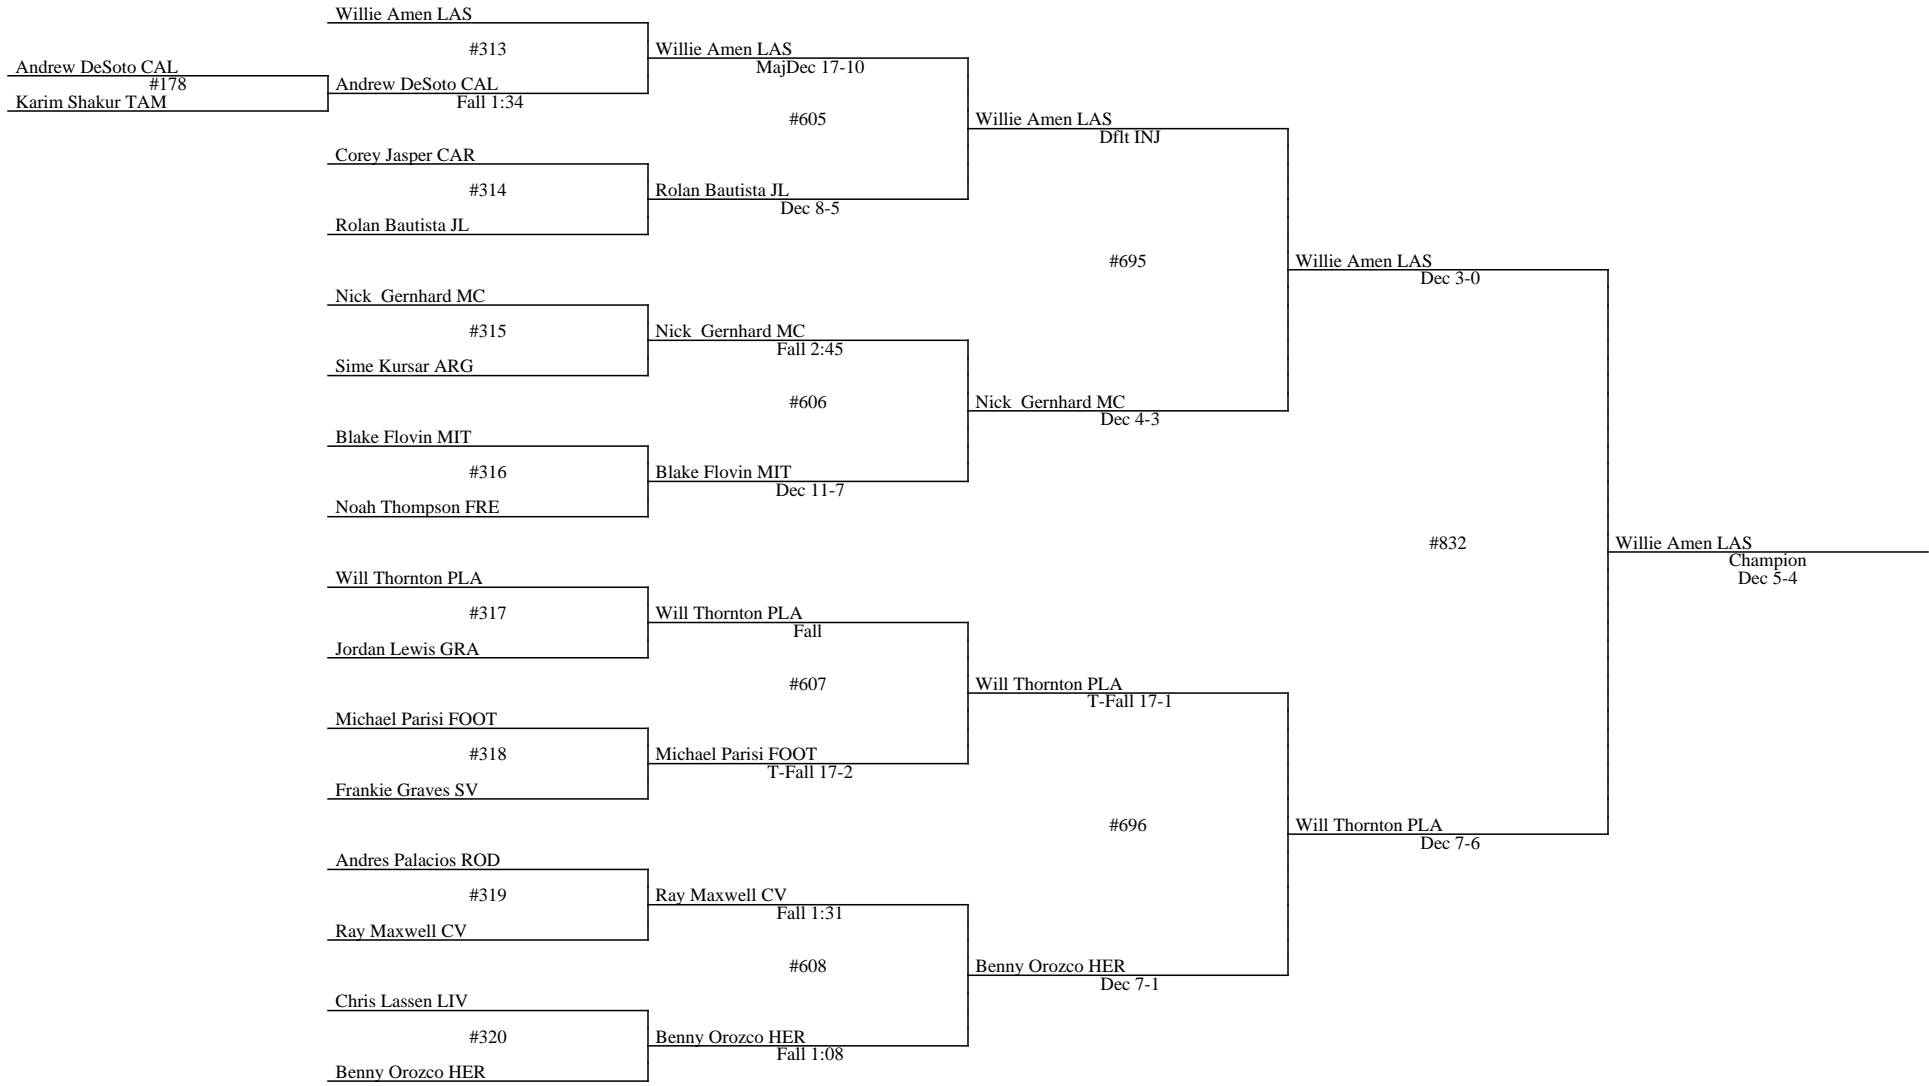 Willie Amen LAS
#313
Willie Amen LAS
MajDec 17-10
Andrew DeSoto CAL
#178
Andrew DeSoto CAL
Fall 1:34
Karim Shakur TAM
#605
Willie Amen LAS
Dflt INJ
Corey Jasper CAR
#314
Rolan Bautista JL
Dec 8-5
Rolan Bautista JL
#695
Willie Amen LAS
Dec 3-0
Nick  Gernhard MC
#315
Nick  Gernhard MC
Fall 2:45
Sime Kursar ARG
#606
Nick  Gernhard MC
Dec 4-3
Blake Flovin MIT
#316
Blake Flovin MIT
Dec 11-7
Noah Thompson FRE
#832
Willie Amen LAS
Champion
Dec 5-4
Will Thornton PLA
#317
Will Thornton PLA
Fall
Jordan Lewis GRA
#607
Will Thornton PLA
T-Fall 17-1
Michael Parisi FOOT
#318
Michael Parisi FOOT
T-Fall 17-2
Frankie Graves SV
#696
Will Thornton PLA
Dec 7-6
Andres Palacios ROD
#319
Ray Maxwell CV
Fall 1:31
Ray Maxwell CV
#608
Benny Orozco HER
Dec 7-1
Chris Lassen LIV
#320
Benny Orozco HER
Fall 1:08
Benny Orozco HER